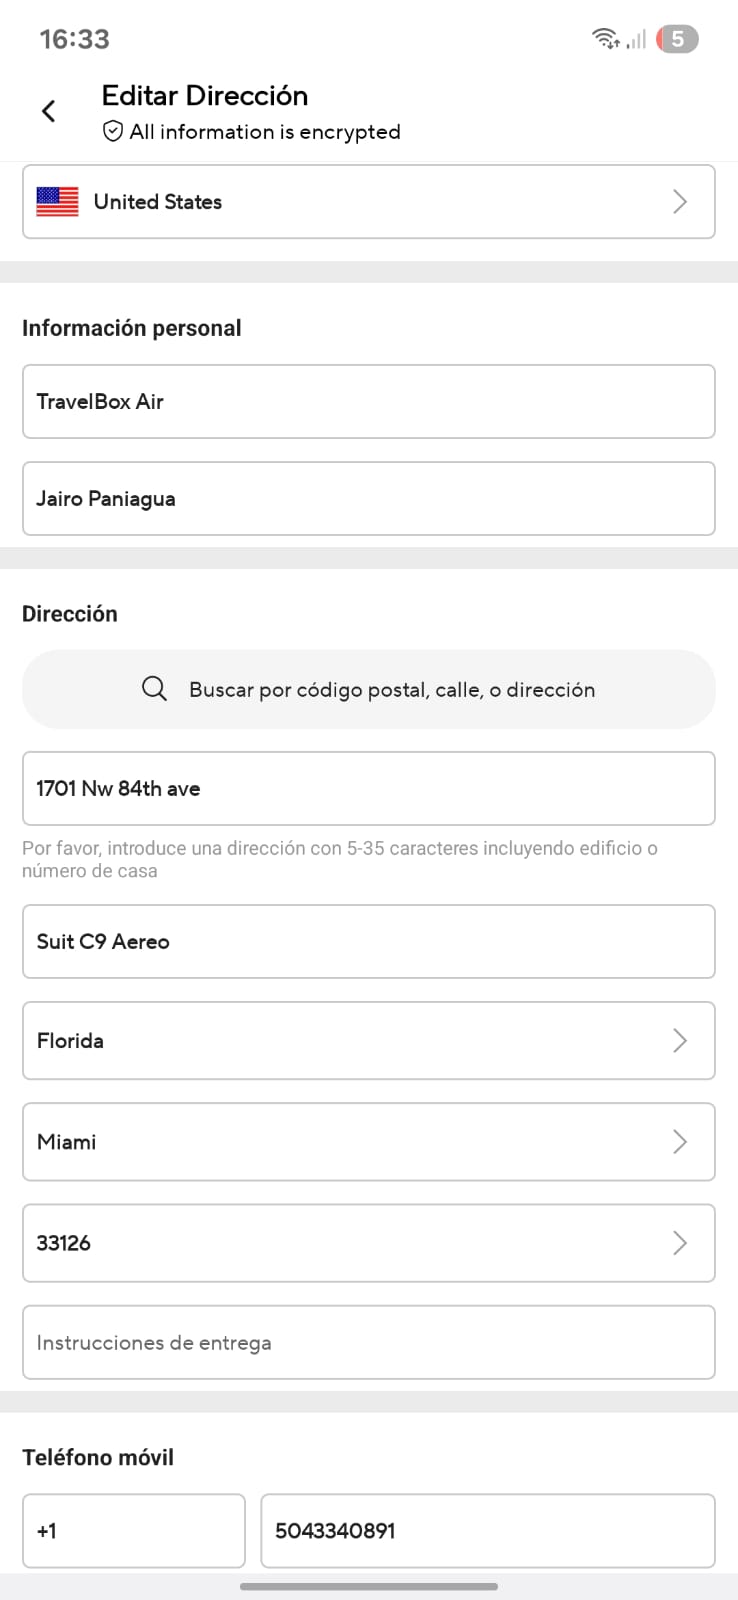 16:33
5
Editar Dirección
All information is encrypted
United States
Información personal
TravelBox Air
Jairo Paniagua
Dirección
Buscar por código postal, calle, o dirección
1701 Nw 84th ave
Por favor, introduce una dirección con 5-35 caracteres incluyendo edificio o
número de casa
Suit C9 Aereo
Florida
Miami
33126
Instrucciones de entrega
Teléfono móvil
+1
5043340891